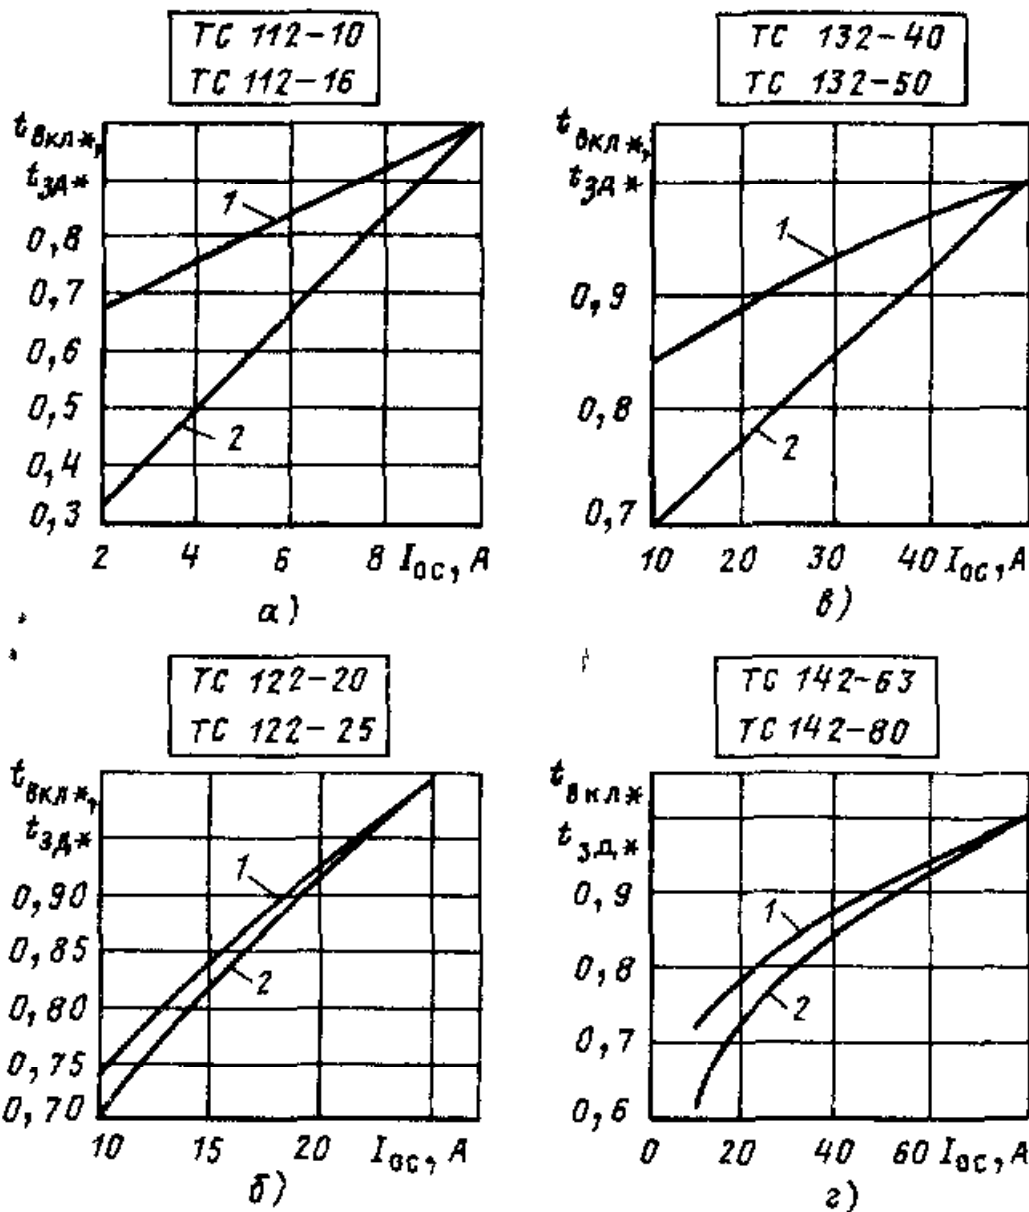 ТС 112-10
ТС 112-16
tвкл*,
tзд*
0,8
0,7
0,6
0,5
0,4
0,3
1
2
2 4 6 8 Iос, А
а)
ТС 132-40
ТС 132-50
tвкл*,
tзд*
0,9
0,8
0,7
1
2
10 20 30 40 Iос, А
в)
ТС 122-20
ТС 122-25
tвкл*,
tзд*
0,90
0,85
0,80
0,75
0,70
1
2
10 15 20 Iос, А
б)
ТС 142-63
ТС 142-80
tвкл*
tзд*
0,9
0,8
0,7
0,6
1
2
0 20 40 60 Iос, А
г)